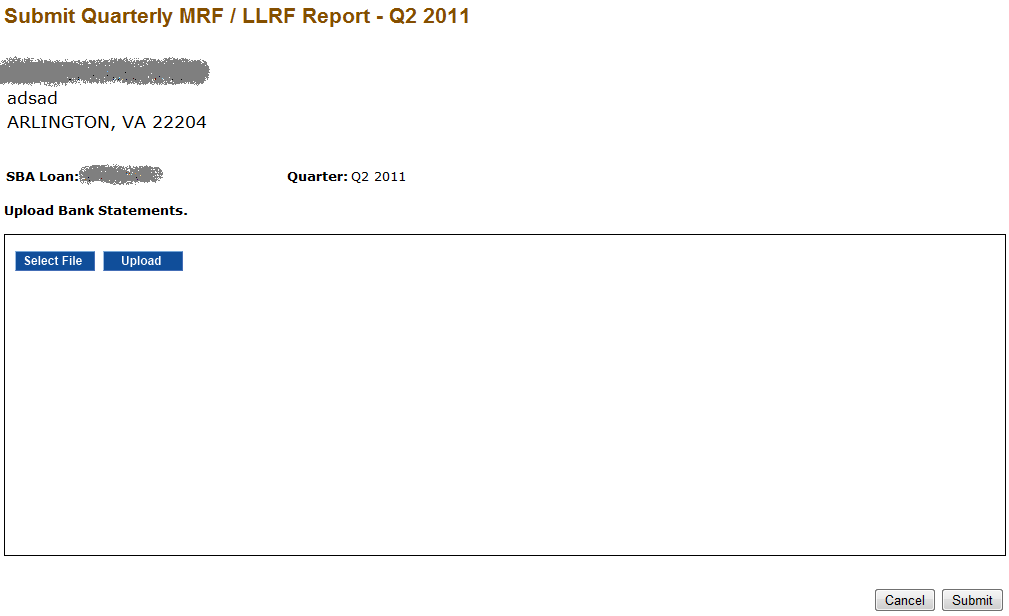 Submit Quarterly MRF / LLRF Report - Q2 2011
adsad
ARLINGTON, VA 22204
SBA Loan: Quarter: Q2 2011
Upload Bank Statements.
Select File Upload
Cancel Submit